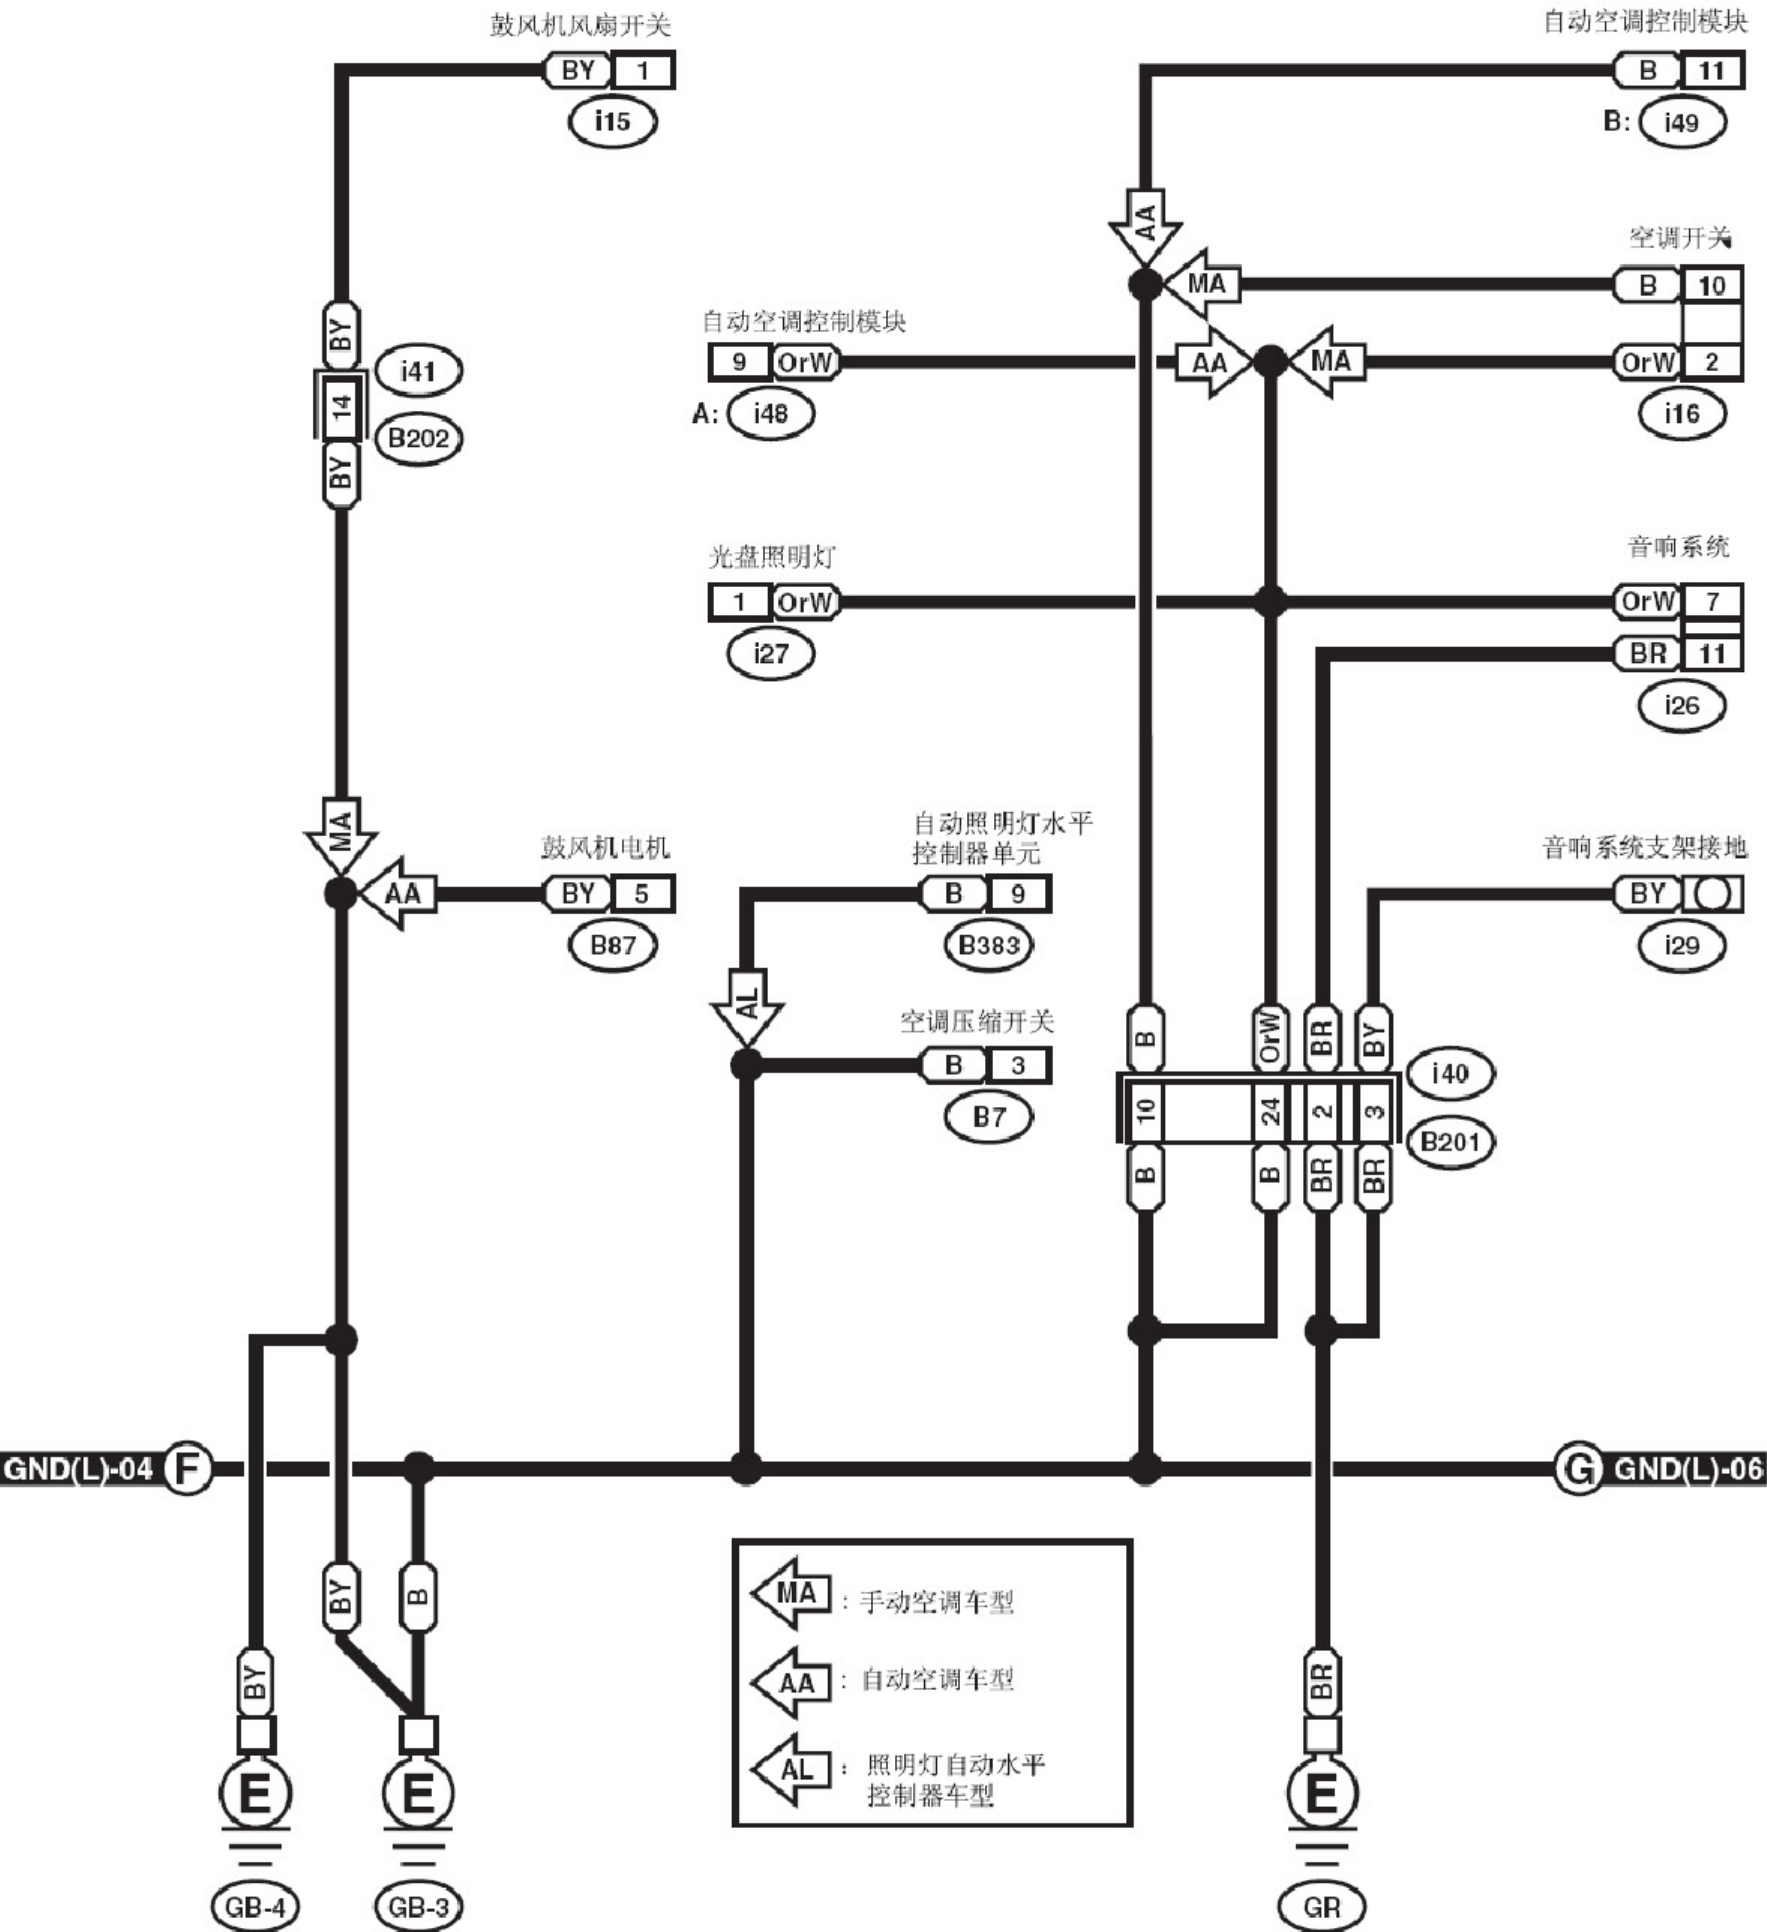 鼓风机风扇开关
BY 1
i15
自动空调控制模块
B 11
B: i49
AA
空调开关
MA B 10
自动空调控制模块
9 OrW AA MA OrW 2
A: i48
i16
BY
i41
14
B202
BY
光盘照明灯
1 OrW
i27
音响系统
OrW 7
BR 11
i26
MA
鼓风机电机
AA BY 5
B87
自动照明灯水平
控制器单元
B 9
B383
AL
空调压缩开关
B 3
B7
音响系统支架接地
BY
i29
B OrW BR BY
i40
10 24 2 3
B201
B B BR BR
GND(L)-04 F
G GND(L)-06
BY B
BY
BR
MA : 手动空调车型
AA : 自动空调车型
AL : 照明灯自动水平
控制器车型
E E E
GB-4 GB-3 GR